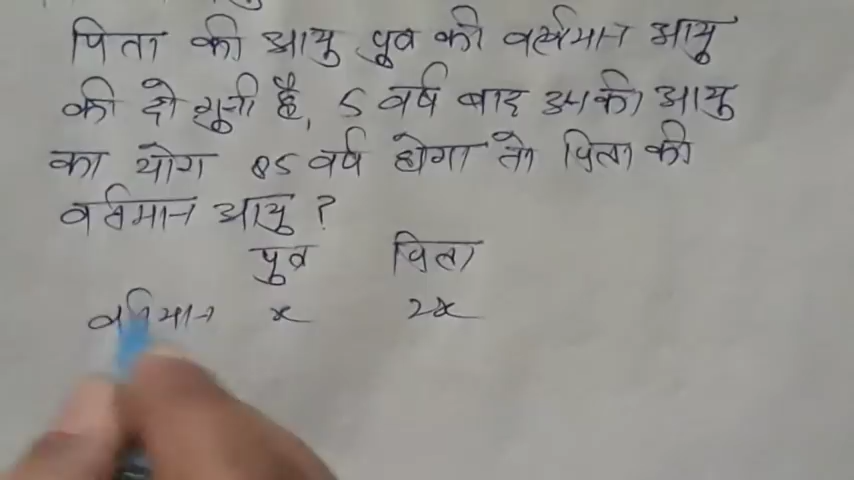 पिता की आयु पुत्र की वर्तमान आयु
की दो गुनी है, 5 वर्ष बाद उनकी आयु
का योग 85 वर्ष होगा तो पिता की
वर्तमान आयु ?
पुत्र पिता
वर्तमान x 2x